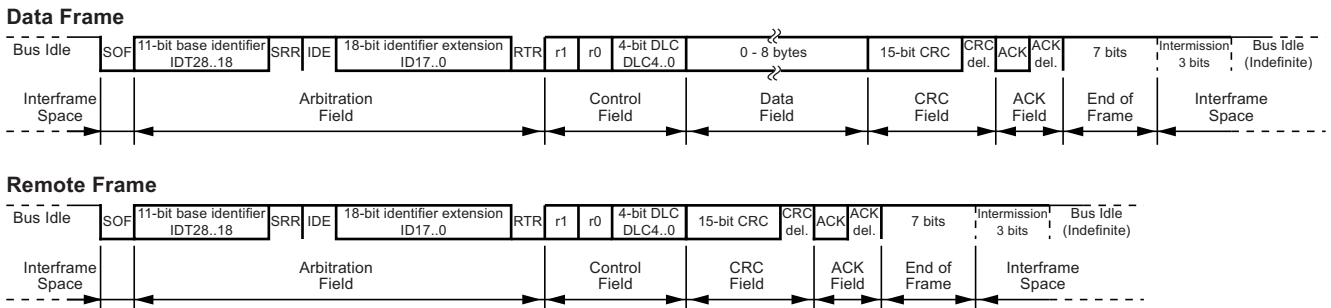 Data Frame
Bus Idle SOF 11-bit base identifier IDT28..18 SRR IDE 18-bit identifier extension ID17..0 RTR r1 r0 4-bit DLC DLC4..0 0 - 8 bytes 15-bit CRC CRC del. ACK ACK del. 7 bits Intermission 3 bits Bus Idle (Indefinite)
Interframe Space Arbitration Field Control Field Data Field CRC Field ACK Field End of Frame Interframe Space
Remote Frame
Bus Idle SOF 11-bit base identifier IDT28..18 SRR IDE 18-bit identifier extension ID17..0 RTR r1 r0 4-bit DLC DLC4..0 15-bit CRC CRC del. ACK ACK del. 7 bits Intermission 3 bits Bus Idle (Indefinite)
Interframe Space Arbitration Field Control Field CRC Field ACK Field End of Frame Interframe Space